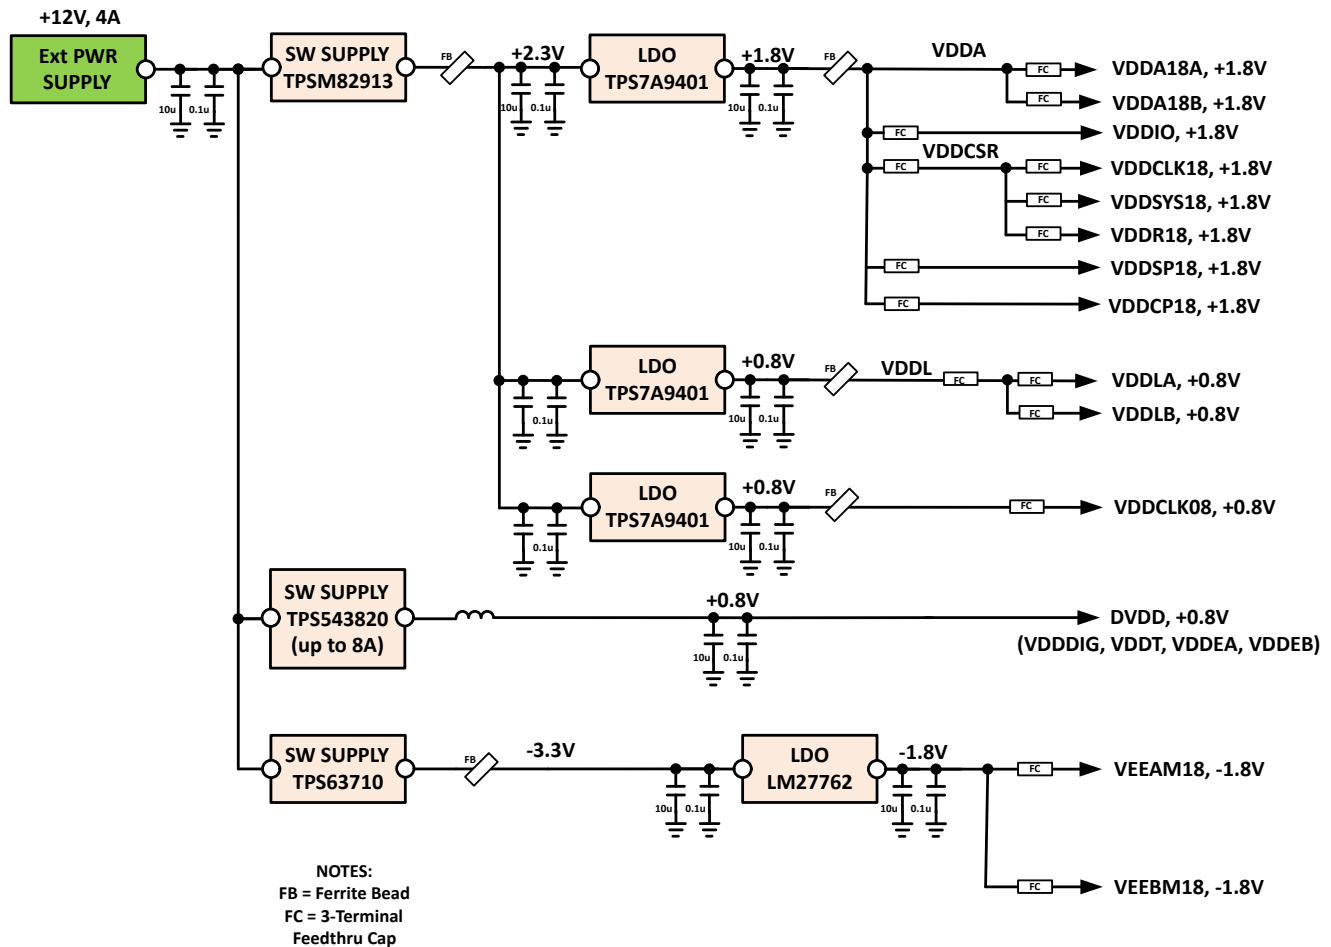 +12V, 4A
Ext PWR
SUPPLY
10u
0.1u
SW SUPPLY
TPSM82913
FB
+2.3V
10u
0.1u
LDO
TPS7A9401
+1.8V
10u
0.1u
FB
VDDA
FC
VDDA18A, +1.8V
FC
VDDA18B, +1.8V
FC
VDDIO, +1.8V
FC
VDDCSR
FC
VDDCLK18, +1.8V
FC
VDDSYS18, +1.8V
FC
VDDR18, +1.8V
FC
VDDSP18, +1.8V
FC
VDDCP18, +1.8V
0.1u
LDO
TPS7A9401
+0.8V
10u
0.1u
FB
VDDL
FC
FC
VDDLA, +0.8V
FC
VDDLB, +0.8V
0.1u
LDO
TPS7A9401
+0.8V
10u
0.1u
FB
FC
VDDCLK08, +0.8V
SW SUPPLY
TPS543820
(up to 8A)
+0.8V
10u
0.1u
DVDD, +0.8V
(VDDDIG, VDDT, VDDEA, VDDEB)
SW SUPPLY
TPS63710
FB
-3.3V
10u
0.1u
LDO
LM27762
-1.8V
10u
0.1u
FC
VEEAM18, -1.8V
FC
VEEBM18, -1.8V
NOTES:
FB = Ferrite Bead
FC = 3-Terminal
Feedthru Cap